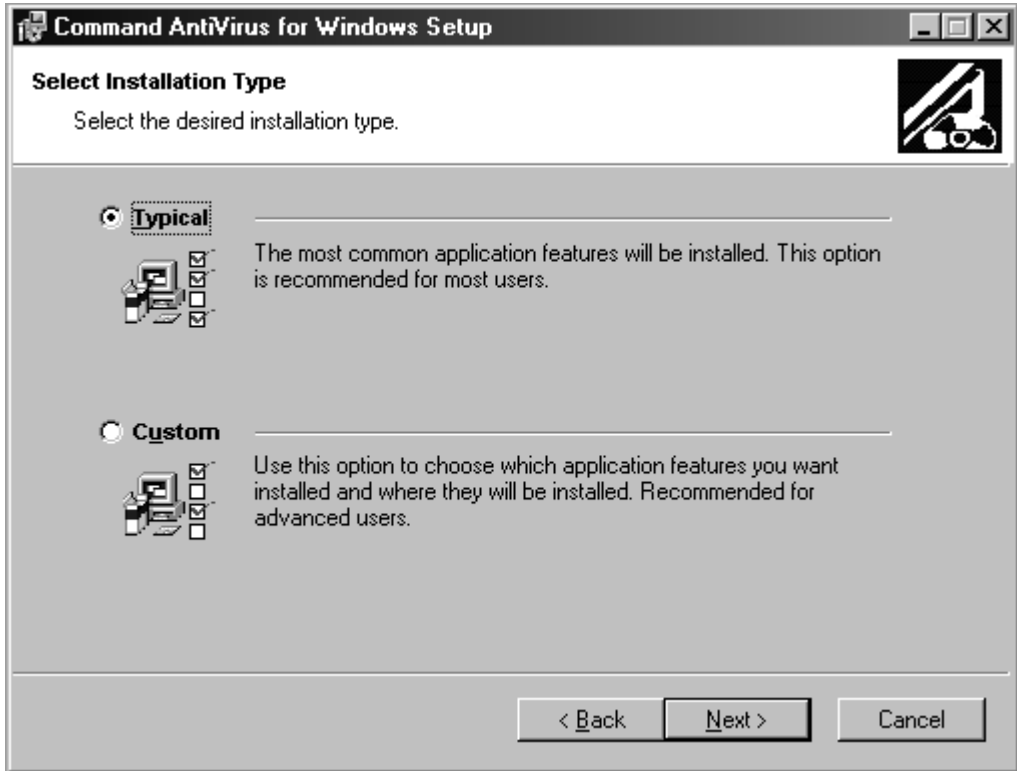 Command AntiVirus for Windows Setup
Select Installation Type
Select the desired installation type.
Typical
The most common application features will be installed. This option
is recommended for most users.
Custom
Use this option to choose which application features you want
installed and where they will be installed. Recommended for
advanced users.
< Back
Next >
Cancel